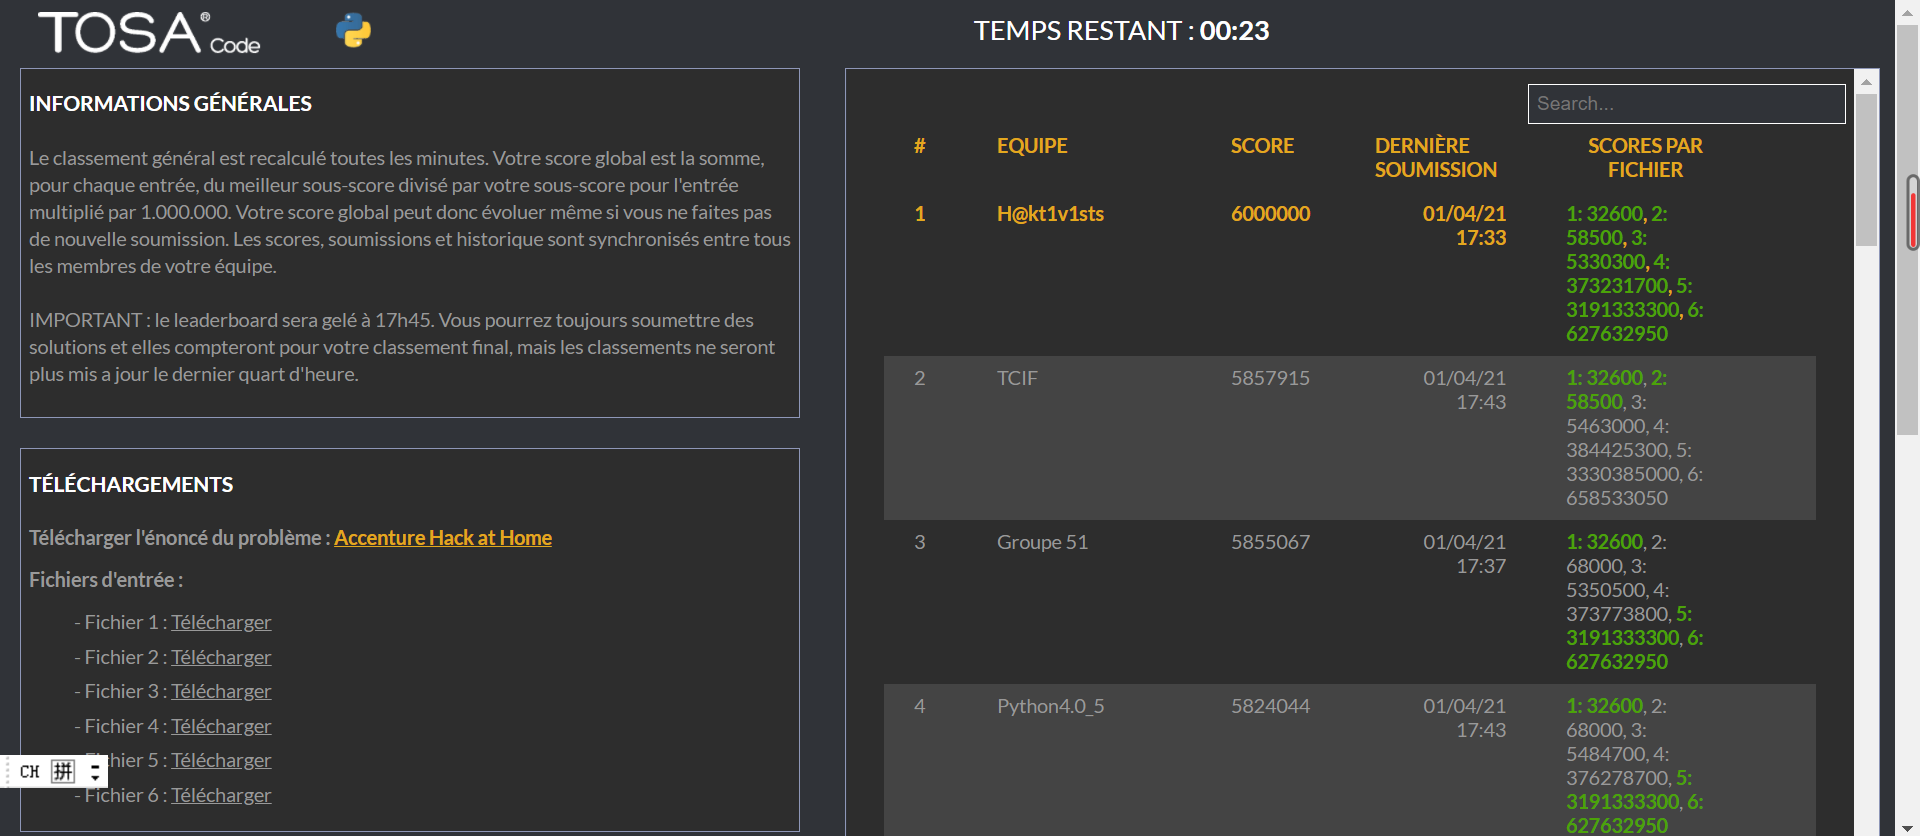 TOSA® Code
TEMPS RESTANT : 00:23
INFORMATIONS GÉNÉRALES
Le classement général est recalculé toutes les minutes. Votre score global est la somme,
pour chaque entrée, du meilleur sous-score divisé par votre sous-score pour l'entrée
multiplié par 1.000.000. Votre score global peut donc évoluer même si vous ne faites pas
de nouvelle soumission. Les scores, soumissions et historique sont synchronisés entre tous
les membres de votre équipe.
IMPORTANT : le leaderboard sera gelé à 17h45. Vous pourrez toujours soumettre des
solutions et elles compteront pour votre classement final, mais les classements ne seront
plus mis a jour le dernier quart d'heure.
TÉLÉCHARGEMENTS
Télécharger l'énoncé du problème : Accenture Hack at Home
Fichiers d'entrée :
- Fichier 1 : Télécharger
- Fichier 2 : Télécharger
- Fichier 3 : Télécharger
- Fichier 4 : Télécharger
chier 5 : Télécharger
- Fichier 6 : Télécharger
CH 拼
Search...
# EQUIPE SCORE DERNIÈRE SCORES PAR
SOUMISSION FICHIER
1 H@kt1v1sts 6000000 01/04/21 1: 32600, 2:
17:33 58500, 3:
5330300, 4:
373231700, 5:
3191333300, 6:
627632950
2 TCIF 5857915 01/04/21 1: 32600, 2:
17:43 58500, 3:
5463000, 4:
384425300, 5:
3330385000, 6:
658533050
3 Groupe 51 5855067 01/04/21 1: 32600, 2:
17:37 68000, 3:
5350500, 4:
373773800, 5:
3191333300, 6:
627632950
4 Python4.0_5 5824044 01/04/21 1: 32600, 2:
17:43 68000, 3:
5484700, 4:
376278700, 5:
3191333300, 6:
627632950